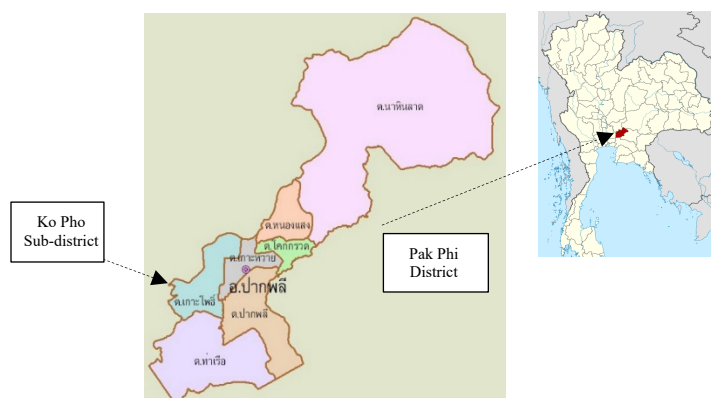 ต.นาหินลาด
ต.หนองแสง
ต.โคกกรวด
ต.เกาะหวาย
อ.ปากพลี
ต.เกาะโพธิ์
ต.ปากพลี
ต.ท่าเรือ
Ko Pho
Sub-district
Pak Phi
District